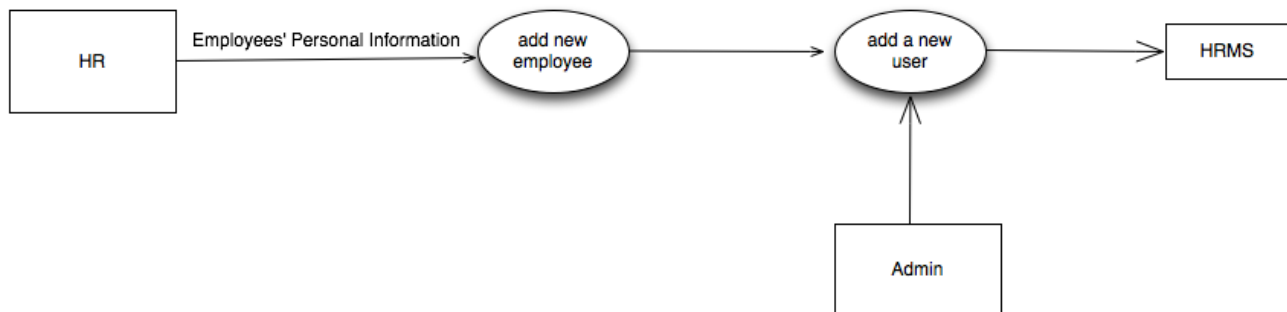 HR
Employees' Personal Information
add new
employee
add a new
user
HRMS
Admin